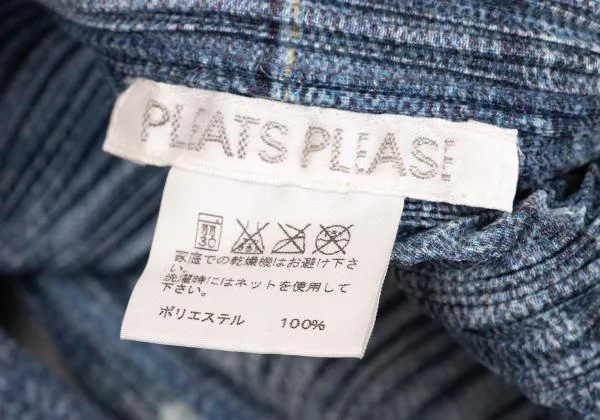 PLEATS PLEASE
30
家庭での乾燥機はお避け下さ
い。
洗濯時にはネットを使用して
下さい。
ポリエステル 100%